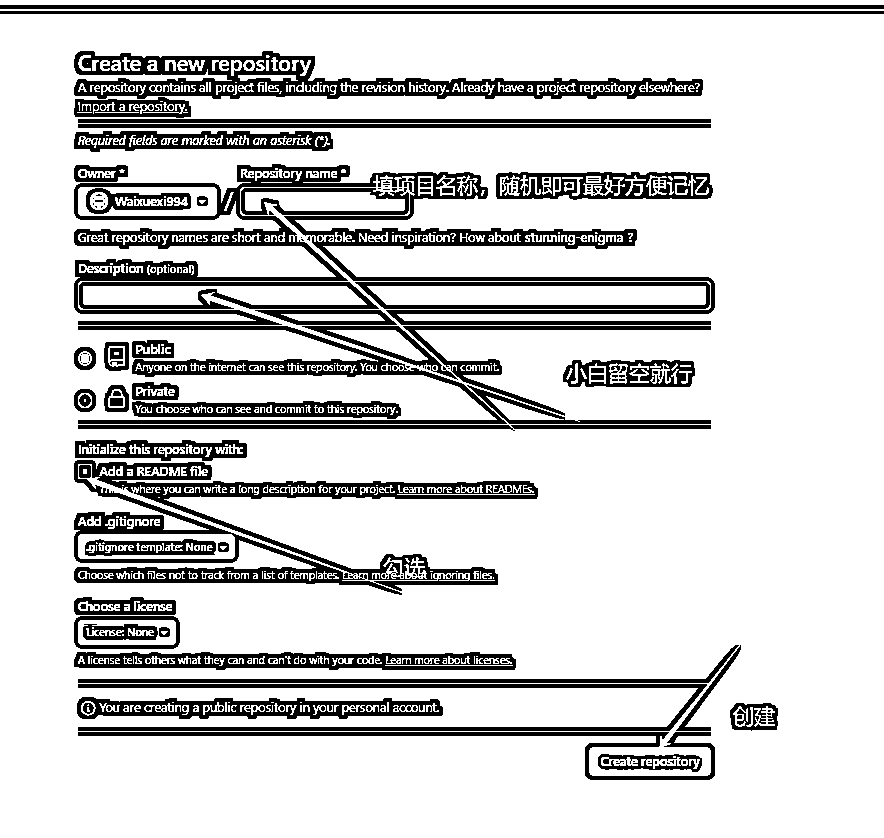 Create a new repository
A repository contains all project files, including the revision history. Already have a project repository elsewhere?
Import a repository.
Required fields are marked with an asterisk (*).
Owner *
Repository name *
填项目名称，随机即可最好方便记忆
Waixuexi994
/
Great repository names are short and memorable. Need inspiration? How about stunning-enigma ?
Description (optional)
Public
Anyone on the internet can see this repository. You choose who can commit.
小白留空就行
Private
You choose who can see and commit to this repository.
Initialize this repository with:
Add a README file
This is where you can write a long description for your project. Learn more about READMEs.
Add .gitignore
.gitignore template: None
勾选
Choose which files not to track from a list of templates. Learn more about ignoring files.
Choose a license
License: None
A license tells others what they can and can't do with your code. Learn more about licenses.
You are creating a public repository in your personal account.
创建
Create repository